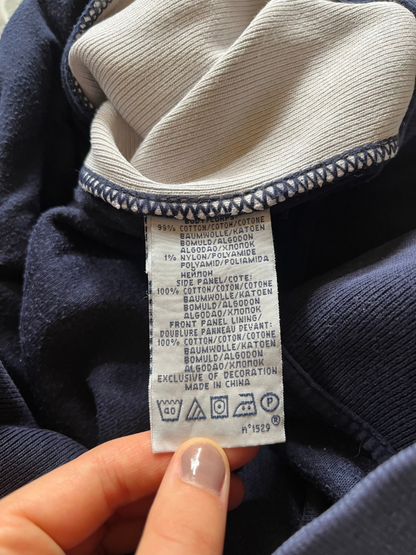 BODY/CORPS:
99% COTTON/COTON/COTONE
BAUMWOLLE/KATOEN
BOMULD/ALGODON
ALGODAO/ХЛОПОК
1% NYLON/POLYAMIDE
POLYAMID/POLIAMIDA
НЕЙЛОН
SIDE PANEL/COTE:
100% COTTON/COTON/COTONE
BAUMWOLLE/KATOEN
BOMULD/ALGODON
ALGODAO/ХЛОПОК
FRONT PANEL LINING/
DOUBLURE PANNEAU DEVANT:
100% COTTON/COTON/COTONE
BAUMWOLLE/KATOEN
BOMULD/ALGODON
ALGODAO/ХЛОПОК
EXCLUSIVE OF DECORATION
MADE IN CHINA
40 P
®
n°1529